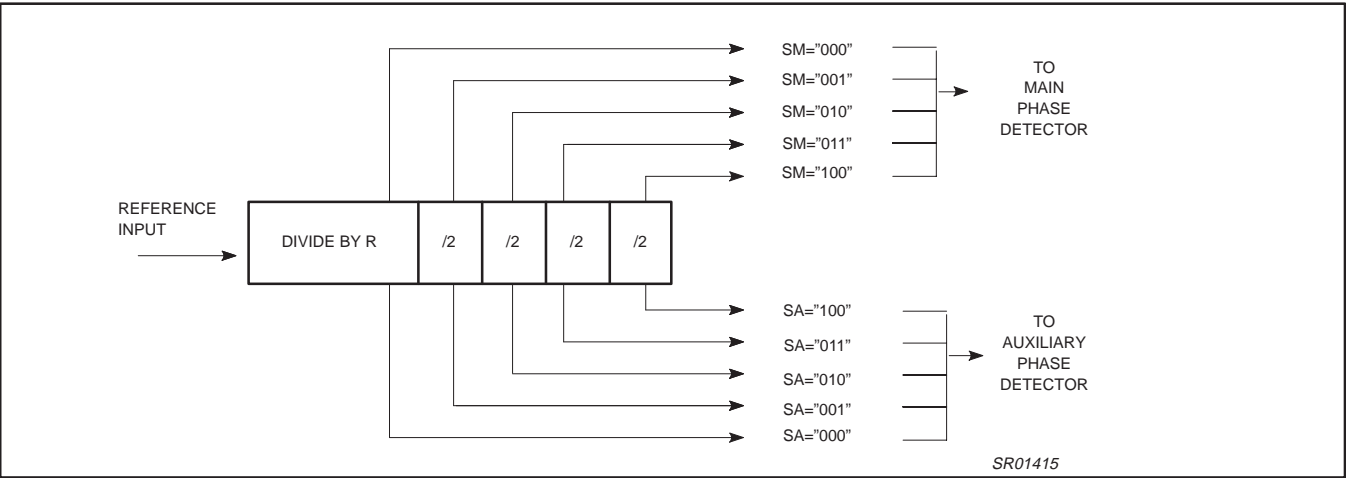 SM=”000”
SM=”001”
SM=”010”
SM=”011”
SM=”100”
TO
MAIN
PHASE
DETECTOR
REFERENCE
INPUT
DIVIDE BY R
/2
/2
/2
/2
SA=”100”
SA=”011”
SA=”010”
SA=”001”
SA=”000”
TO
AUXILIARY
PHASE
DETECTOR
SR01415